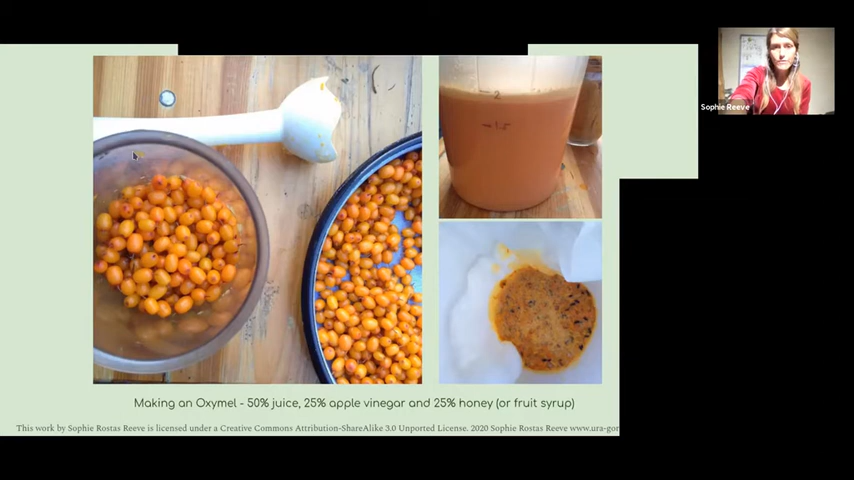 Sophie Reeve
2
Making an Oxymel - 50% juice, 25% apple vinegar and 25% honey (or fruit syrup)
This work by Sophie Rostas Reeve is licensed under a Creative Commons Attribution-ShareAlike 3.0 Unported License. 2020 Sophie Rostas Reeve www.ura-gor